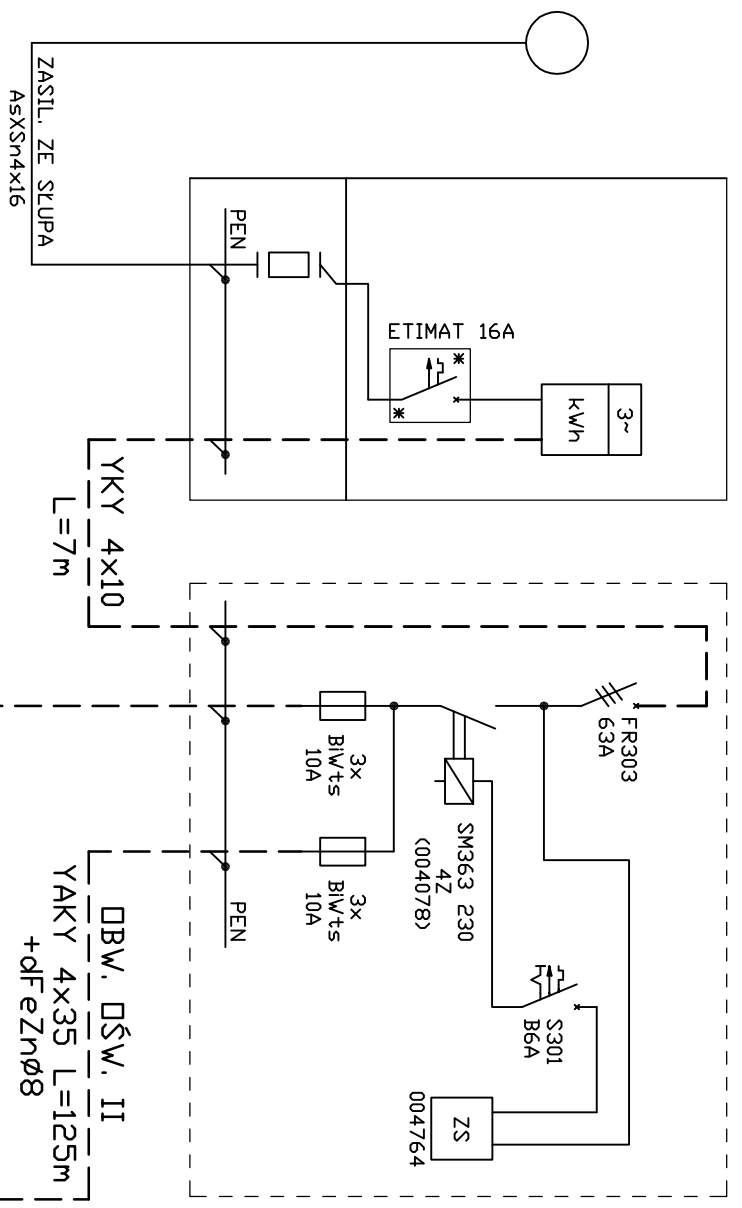 ZASIL. ZE SŁUPA
AsXSn4x16
PEN
ETIMAT 16A
3~
kWh
YKY 4x10
L=7m
FR303
63A
3x
BiWts
10A
SM363 230
4Z
(004078)
3x
BiWts
10A
S301
B6A
ZS
004764
PEN
OBW. OŚW. II
YAKY 4x35 L=125m
+dFeZnø8